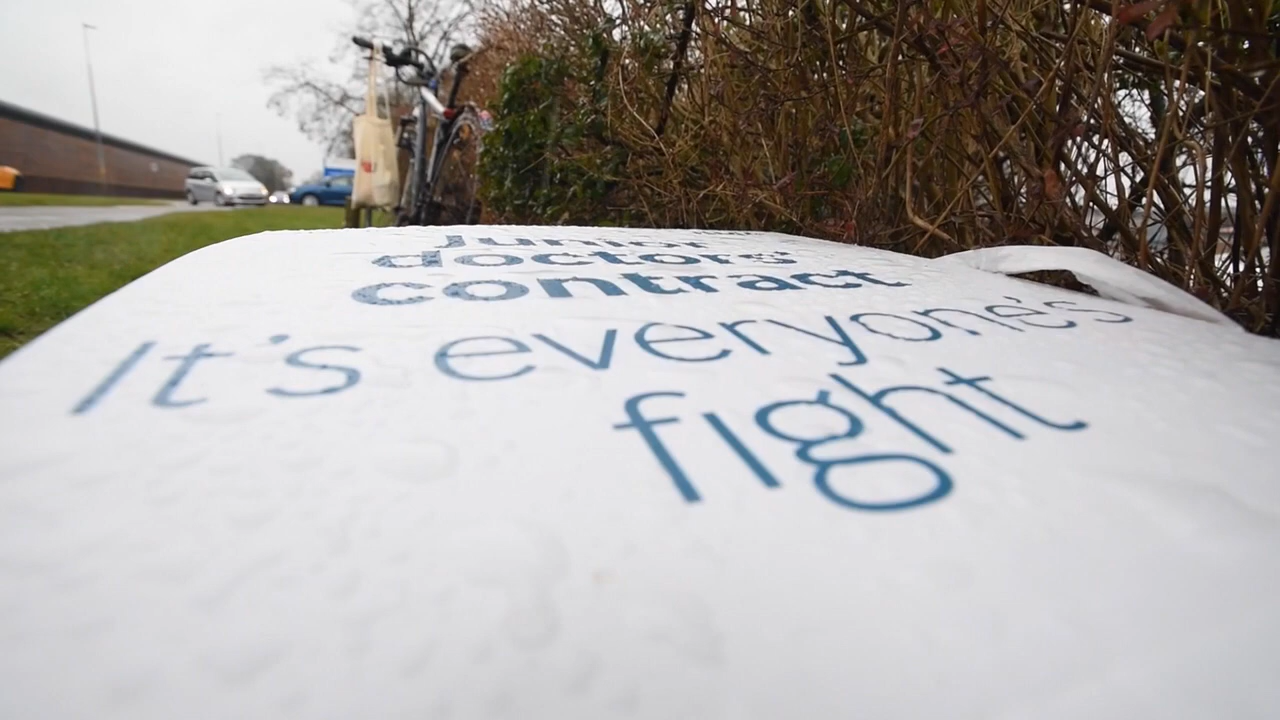 Junior
doctors'
contract
It's everyone's
fight